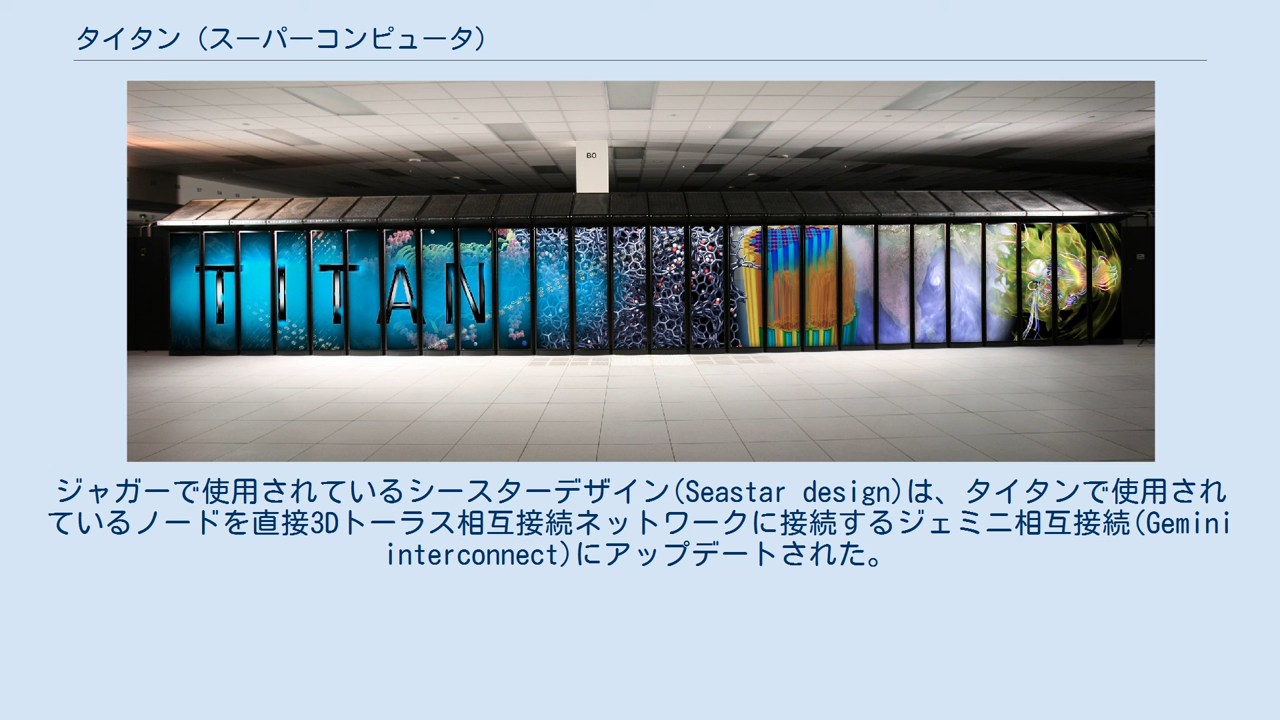 タイタン（スーパーコンピュータ）
B0
TITAN
ジャガーで使用されているシースターデザイン(Seastar design)は、タイタンで使用され
ているノードを直接3Dトーラス相互接続ネットワークに接続するジェミニ相互接続(Gemini
interconnect)にアップデートされた。